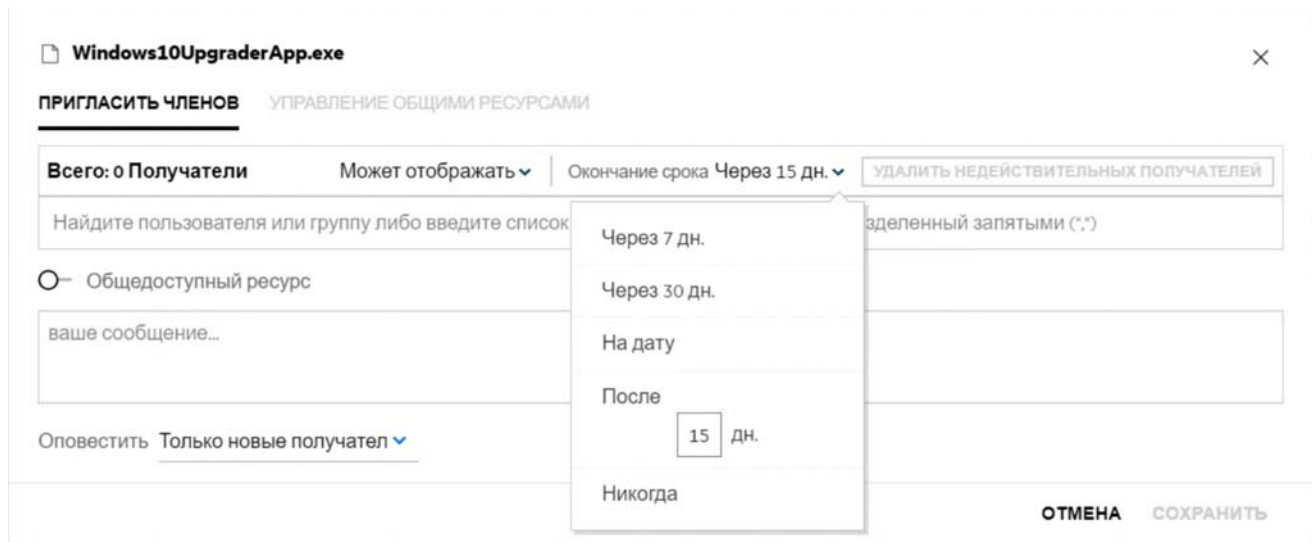 Windows10UpgraderApp.exe
ПРИГЛАСИТЬ ЧЛЕНОВ УПРАВЛЕНИЕ ОБЩИМИ РЕСУРСАМИ
Всего: 0 Получатели Может отображать Окончание срока Через 15 дн. УДАЛИТЬ НЕДЕЙСТВИТЕЛЬНЫХ ПОЛУЧАТЕЛЕЙ
Найдите пользователя или группу либо введите список зделенный запятыми (",")
Через 7 дн.
Общедоступный ресурс
Через 30 дн.
ваше сообщение...
На дату
После
15 дн.
Оповестить Только новые получател
Никогда
ОТМЕНА СОХРАНИТЬ